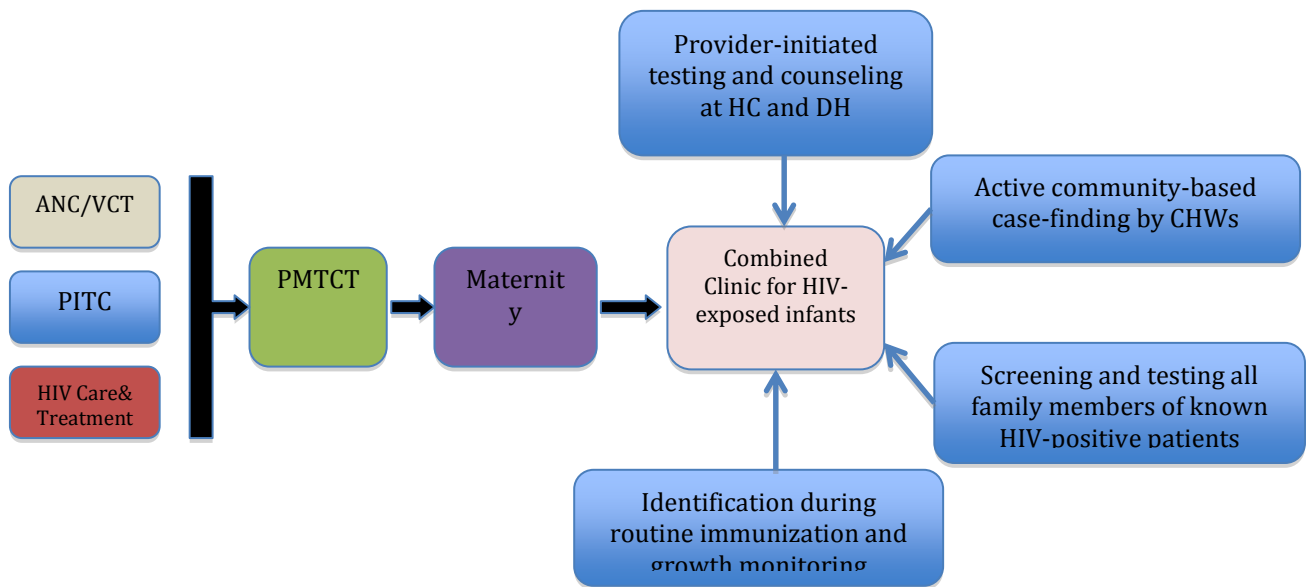 ANC/VCT
PITC
HIV Care&
Treatment
PMTCT
Maternit
y
Provider-initiated
testing and counseling
at HC and DH
Combined
Clinic for HIV-
exposed infants
Active community-based
case-finding by CHWs
Screening and testing all
family members of known
HIV-positive patients
Identification during
routine immunization and
growth monitoring